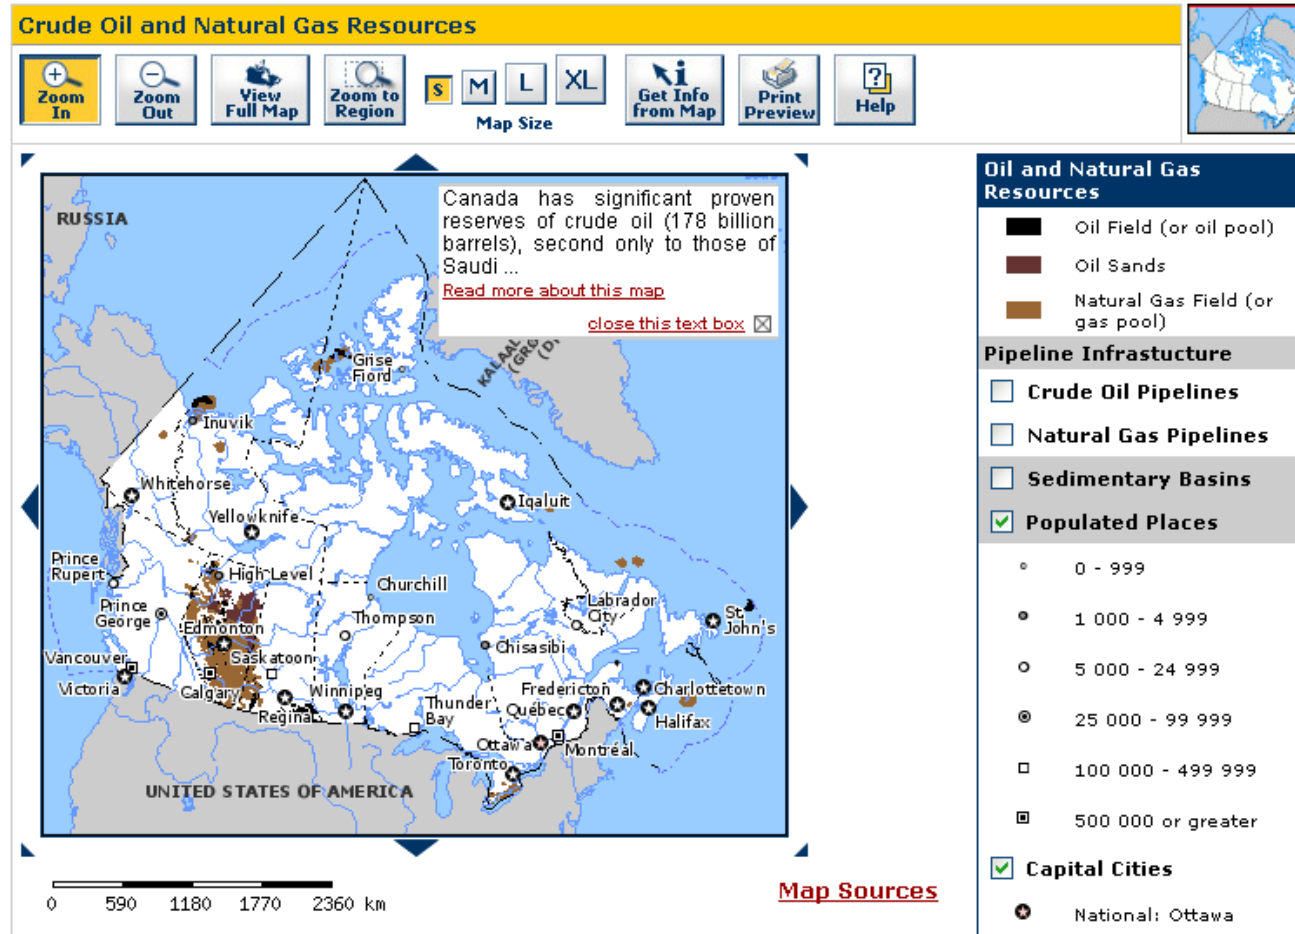 Crude Oil and Natural Gas Resources
Zoom In
Zoom Out
View Full Map
Zoom to Region
S
M
L
XL
Map Size
Get Info from Map
Print Preview
Help
RUSSIA
Canada has significant proven
reserves of crude oil (178 billion
barrels), second only to those of
Saudi ...
Read more about this map
close this text box
Grise
Fiord
Inuvik
Whitehorse
Yellowknife
Iqaluit
Prince
Rupert
High Level
Churchill
Prince
George
Edmonton
Thompson
Labrador
City
St.
John's
Saskatoon
Chisasibi
Vancouver
Victoria
Calgary
Regina
Winnipeg
Thunder
Bay
Fredericton
Charlottetown
Québec
Halifax
Ottawa
Montréal
Toronto
UNITED STATES OF AMERICA
0 590 1180 1770 2360 km
Map Sources
Oil and Natural Gas
Resources
Oil Field (or oil pool)
Oil Sands
Natural Gas Field (or
gas pool)
Pipeline Infrastucture
Crude Oil Pipelines
Natural Gas Pipelines
Sedimentary Basins
Populated Places
0 - 999
1 000 - 4 999
5 000 - 24 999
25 000 - 99 999
100 000 - 499 999
500 000 or greater
Capital Cities
National: Ottawa